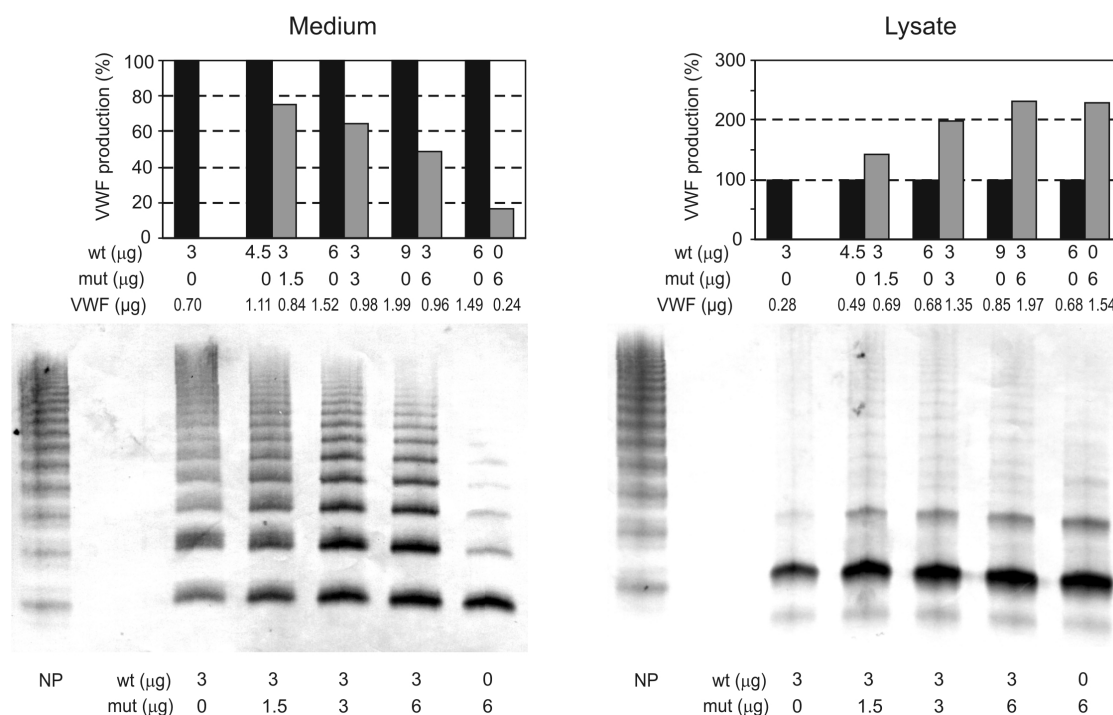 Medium
VWF production (%)
100
80
60
40
20
0
wt (μg) 3 4.5 3 6 3 9 3 6 0
mut (μg) 0 0 1.5 0 3 0 6 0 6
VWF (μg) 0.70 1.11 0.84 1.52 0.98 1.99 0.96 1.49 0.24
NP wt (μg) 3 3 3 3 0
mut (μg) 0 1.5 3 6 6
Lysate
VWF production (%)
300
200
100
0
wt (μg) 3 4.5 3 6 3 9 3 6 0
mut (μg) 0 0 1.5 0 3 0 6 0 6
VWF (μg) 0.28 0.49 0.69 0.68 1.35 0.85 1.97 0.68 1.54
NP wt (μg) 3 3 3 3 0
mut (μg) 0 1.5 3 6 6